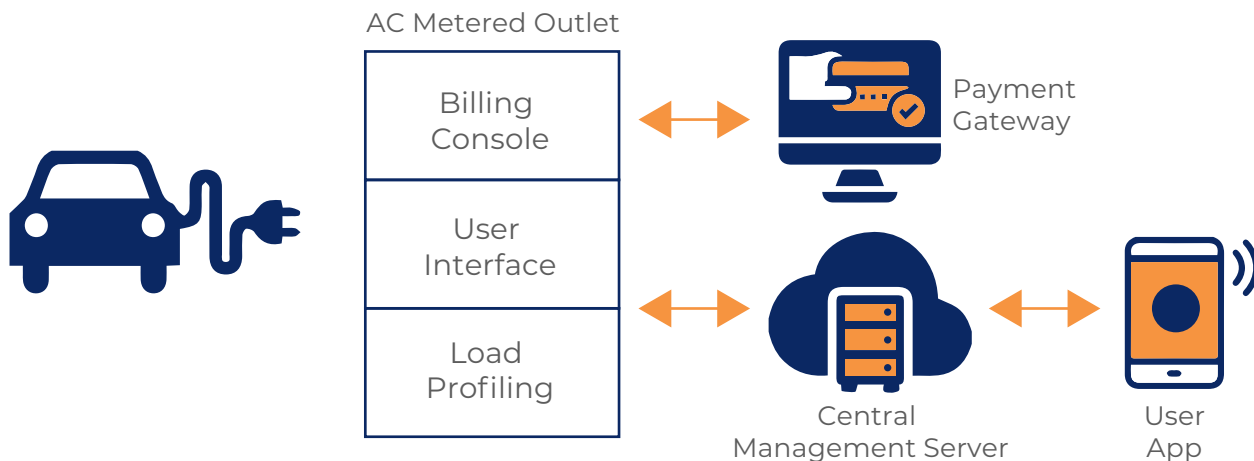 AC Metered Outlet
Billing
Console
Payment
Gateway
User
Interface
Load
Profiling
Central
Management Server
User
App